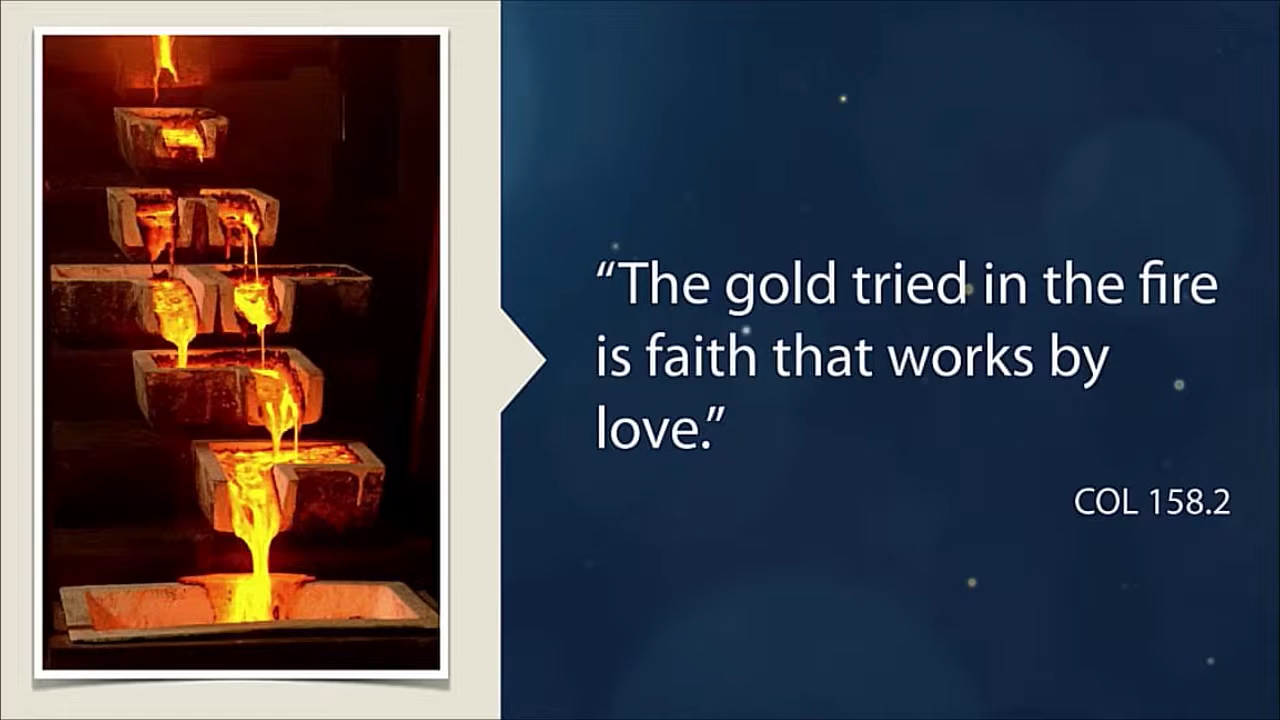 “The gold tried in the fire
is faith that works by
love.”
COL 158.2